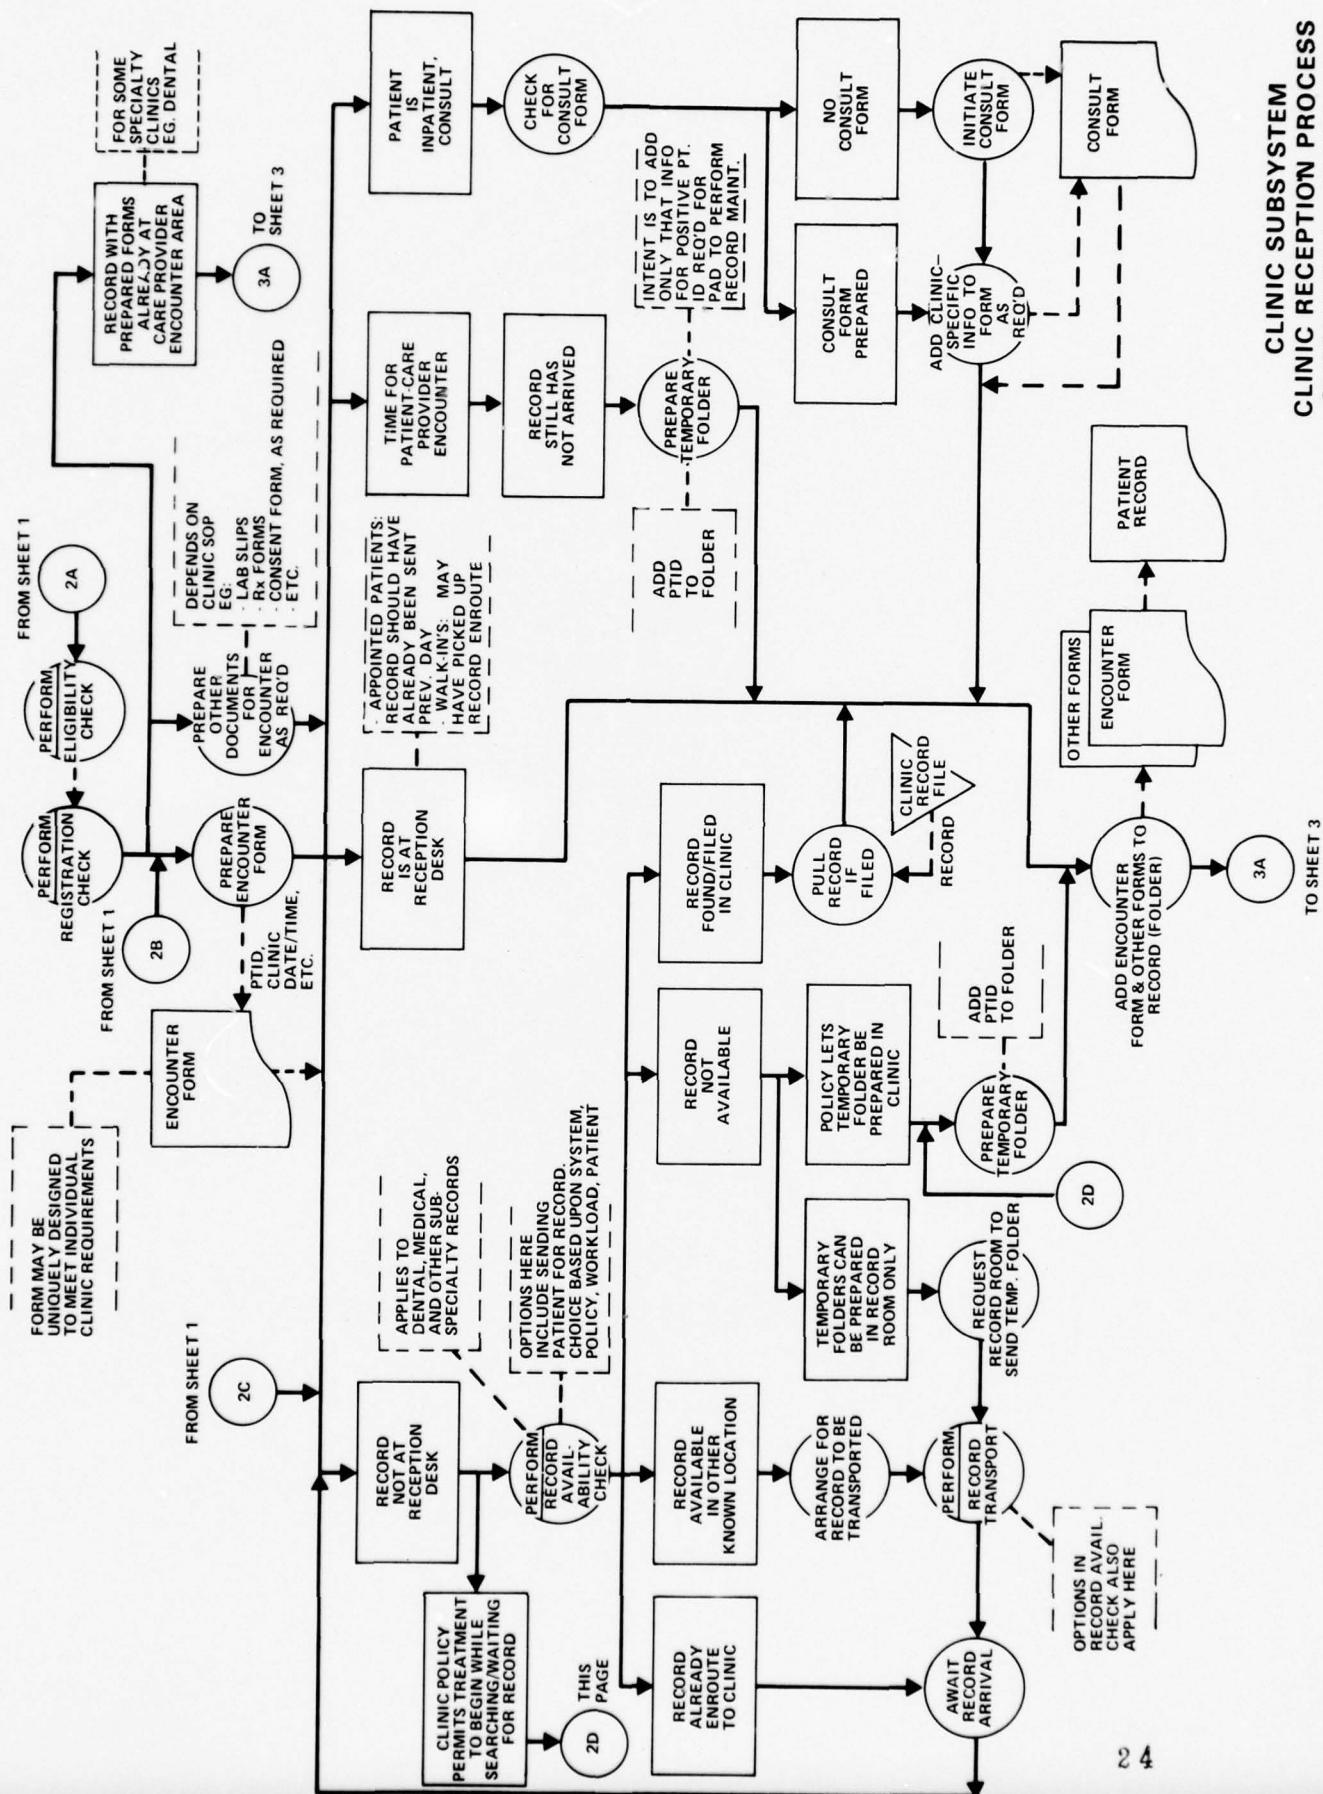 FROM SHEET 1
2A
PERFORM
ELIGIBILITY
CHECK
PERFORM
REGISTRATION
CHECK
FROM SHEET 1
2B
PREPARE
ENCOUNTER
FORM
PTID,
CLINIC
DATE/TIME,
ETC.
ENCOUNTER
FORM
FORM MAY BE
UNIQUELY DESIGNED
TO MEET INDIVIDUAL
CLINIC REQUIREMENTS
PREPARE
OTHER
DOCUMENTS
FOR
ENCOUNTER
AS REQ'D
DEPENDS ON
CLINIC SOP
EG:
· LAB SLIPS
· Rx FORMS
· CONSENT FORM, AS REQUIRED
· ETC.
RECORD WITH
PREPARED FORMS
ALREADY AT
CARE PROVIDER
ENCOUNTER AREA
FOR SOME
SPECIALTY
CLINICS
EG. DENTAL
3A
TO
SHEET 3
FROM SHEET 1
2C
RECORD
NOT AT
RECEPTION
DESK
CLINIC POLICY
PERMITS TREATMENT
TO BEGIN WHILE
SEARCHING/WAITING
FOR RECORD
2D
THIS
PAGE
PERFORM
RECORD
AVAIL-
ABILITY
CHECK
APPLIES TO
DENTAL, MEDICAL,
AND OTHER SUB-
SPECIALTY RECORDS
OPTIONS HERE
INCLUDE SENDING
PATIENT FOR RECORD.
CHOICE BASED UPON SYSTEM,
POLICY, WORKLOAD, PATIENT
RECORD
IS AT
RECEPTION
DESK
· APPOINTED PATIENTS:
RECORD SHOULD HAVE
ALREADY BEEN SENT
PREV. DAY
· WALK-IN'S: MAY
HAVE PICKED UP
RECORD ENROUTE
TIME FOR
PATIENT-CARE
PROVIDER
ENCOUNTER
RECORD
STILL HAS
NOT ARRIVED
PREPARE
TEMPORARY
FOLDER
ADD
PTID
TO
FOLDER
INTENT IS TO ADD
ONLY THAT INFO
FOR POSITIVE PT.
ID REQ'D FOR
PAD TO PERFORM
RECORD MAINT.
PATIENT
IS
INPATIENT,
CONSULT
CHECK
FOR
CONSULT
FORM
CONSULT
FORM
PREPARED
NO
CONSULT
FORM
INITIATE
CONSULT
FORM
ADD CLINIC-
SPECIFIC
INFO TO
FORM
AS
REQ'D
CONSULT
FORM
RECORD
ALREADY
ENROUTE
TO CLINIC
RECORD
AVAILABLE
IN OTHER
KNOWN LOCATION
ARRANGE FOR
RECORD TO BE
TRANSPORTED
PERFORM
RECORD
TRANSPORT
OPTIONS IN
RECORD AVAIL.
CHECK ALSO
APPLY HERE
AWAIT
RECORD
ARRIVAL
RECORD
NOT
AVAILABLE
TEMPORARY
FOLDERS CAN
BE PREPARED
IN RECORD
ROOM ONLY
REQUEST
RECORD ROOM TO
SEND TEMP. FOLDER
POLICY LETS
TEMPORARY
FOLDER BE
PREPARED IN
CLINIC
2D
PREPARE
TEMPORARY
FOLDER
ADD
PTID
TO FOLDER
RECORD
FOUND/FILED
IN CLINIC
PULL
RECORD
IF
FILED
CLINIC
RECORD
FILE
RECORD
ADD ENCOUNTER
FORM & OTHER FORMS TO
RECORD (FOLDER)
OTHER FORMS
ENCOUNTER
FORM
PATIENT
RECORD
3A
TO SHEET 3
CLINIC SUBSYSTEM
CLINIC RECEPTION PROCESS
24